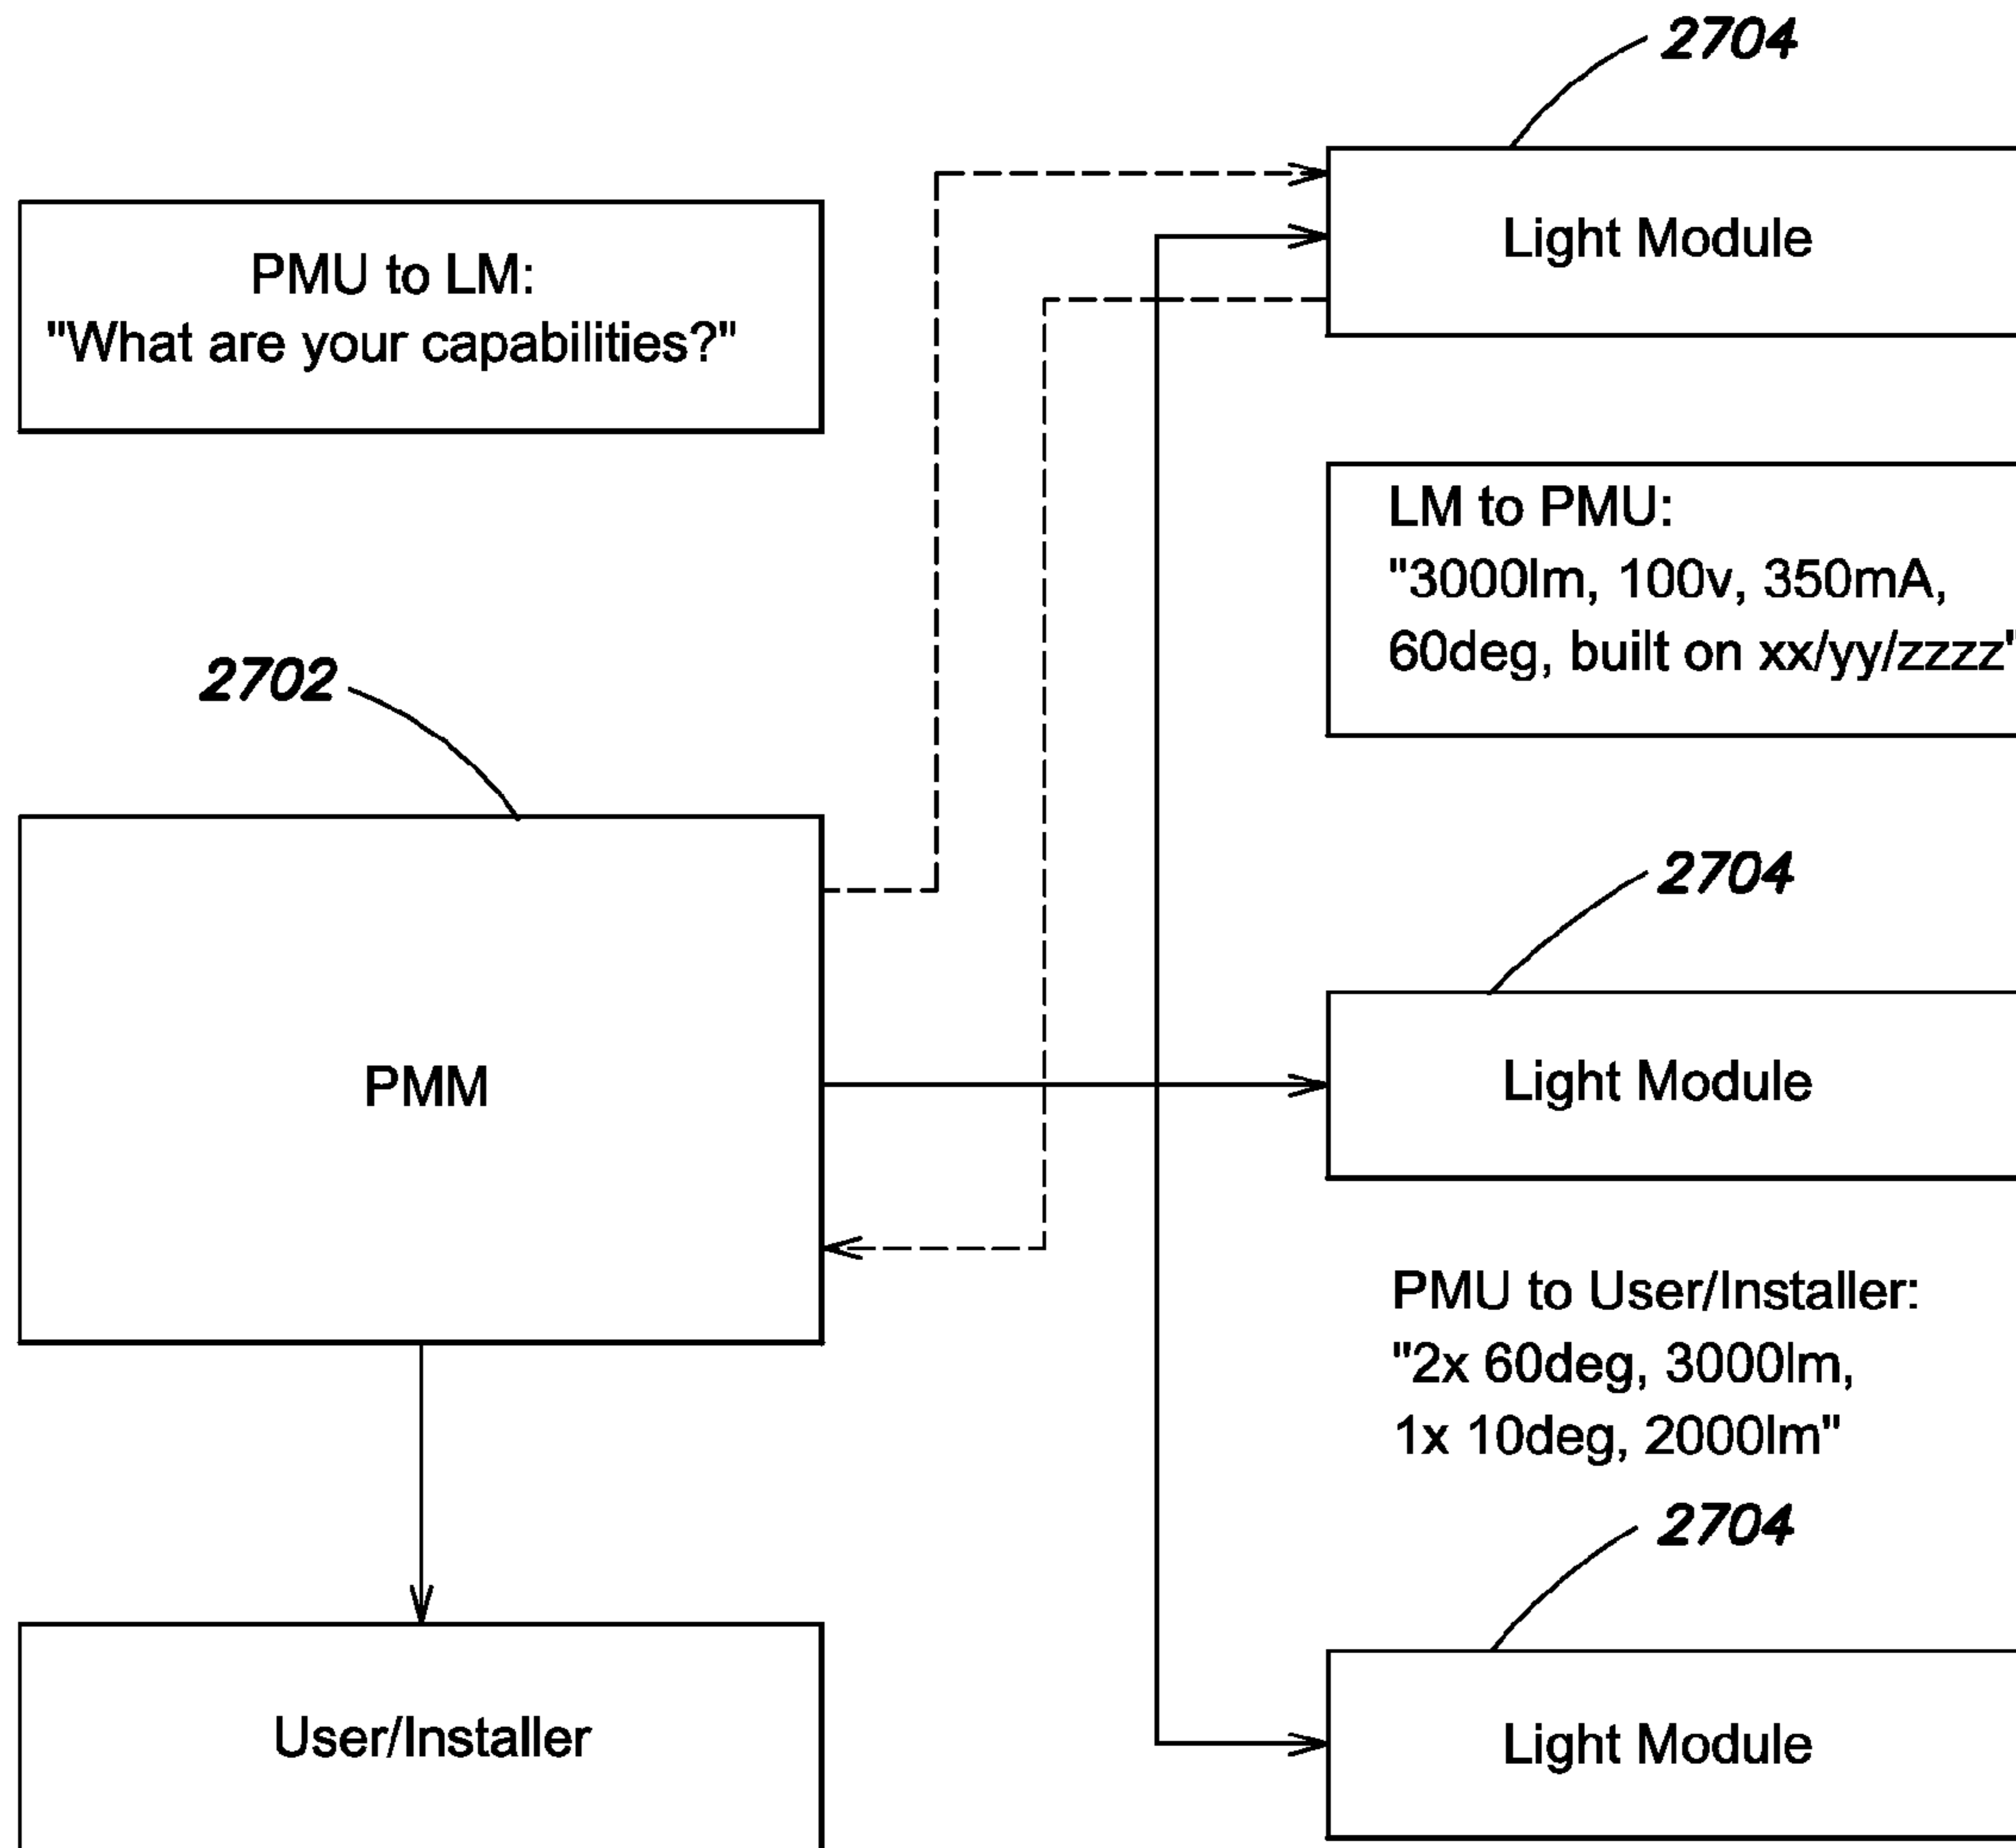 2704
PMU to LM:
"What are your capabilities?"
Light Module
LM to PMU:
"3000lm, 100v, 350mA,
60deg, built on xx/yy/zzzz"
2702
PMM
2704
Light Module
PMU to User/Installer:
"2x 60deg, 3000lm,
1x 10deg, 2000lm"
2704
User/Installer
Light Module